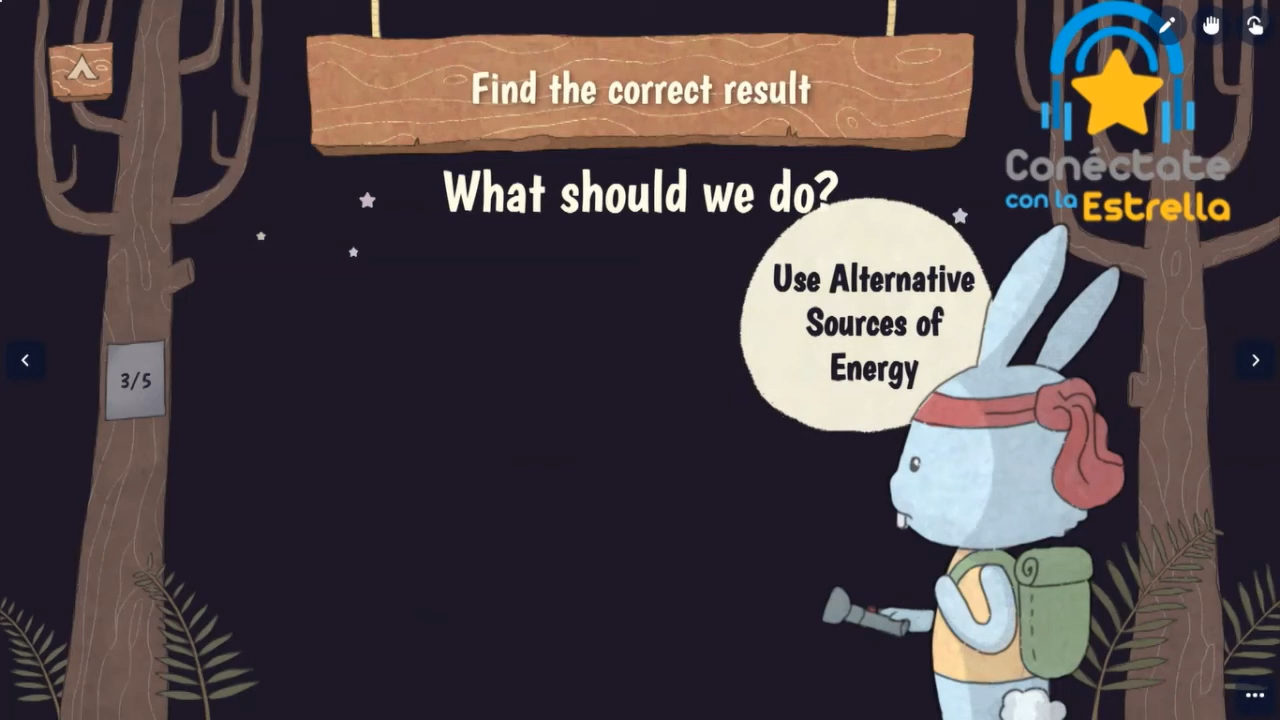 Find the correct result
What should we do?
Use Alternative
Sources of
Energy
3/5
Conéctate
con la Estrella